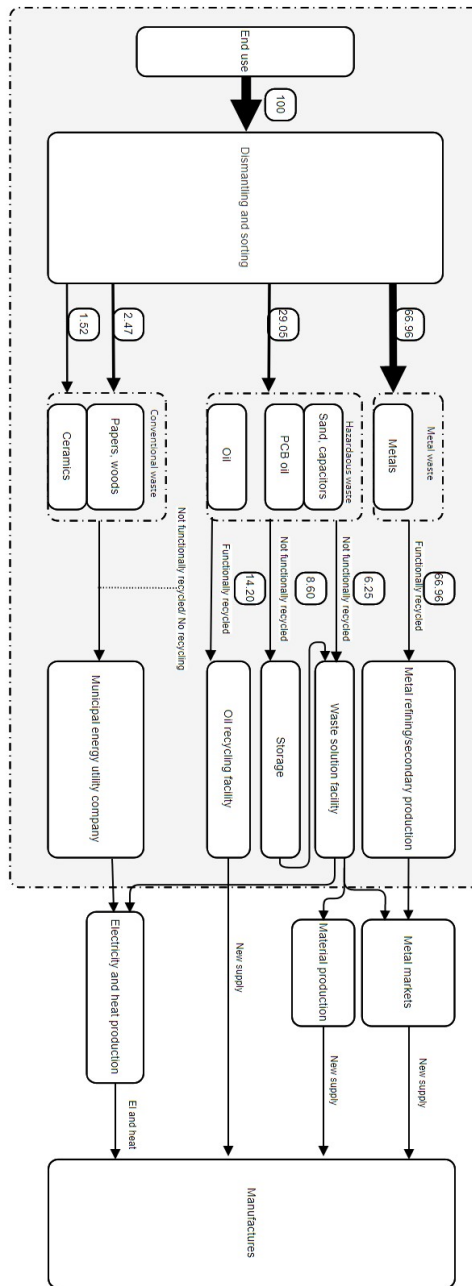 End use
100
Dismantling and sorting
66.96
29.05
2.47
1.52
Metal waste
Metals
Hazardaous waste
Sand, capacitors
PCB oil
Oil
Conventional waste
Papers, woods
Ceramics
66.96
Functionally recycled
6.25
Not functionally recycled
8.60
Not functionally recycled
14.20
Functionally recycled
Not functionally recycled/ No recycling
Metal refining/secondary production
Waste solution facility
Storage
Oil recycling facility
Municipal energy utility company
Metal markets
Material production
Electricity and heat production
New supply
New supply
New supply
El and heat
Manufactures